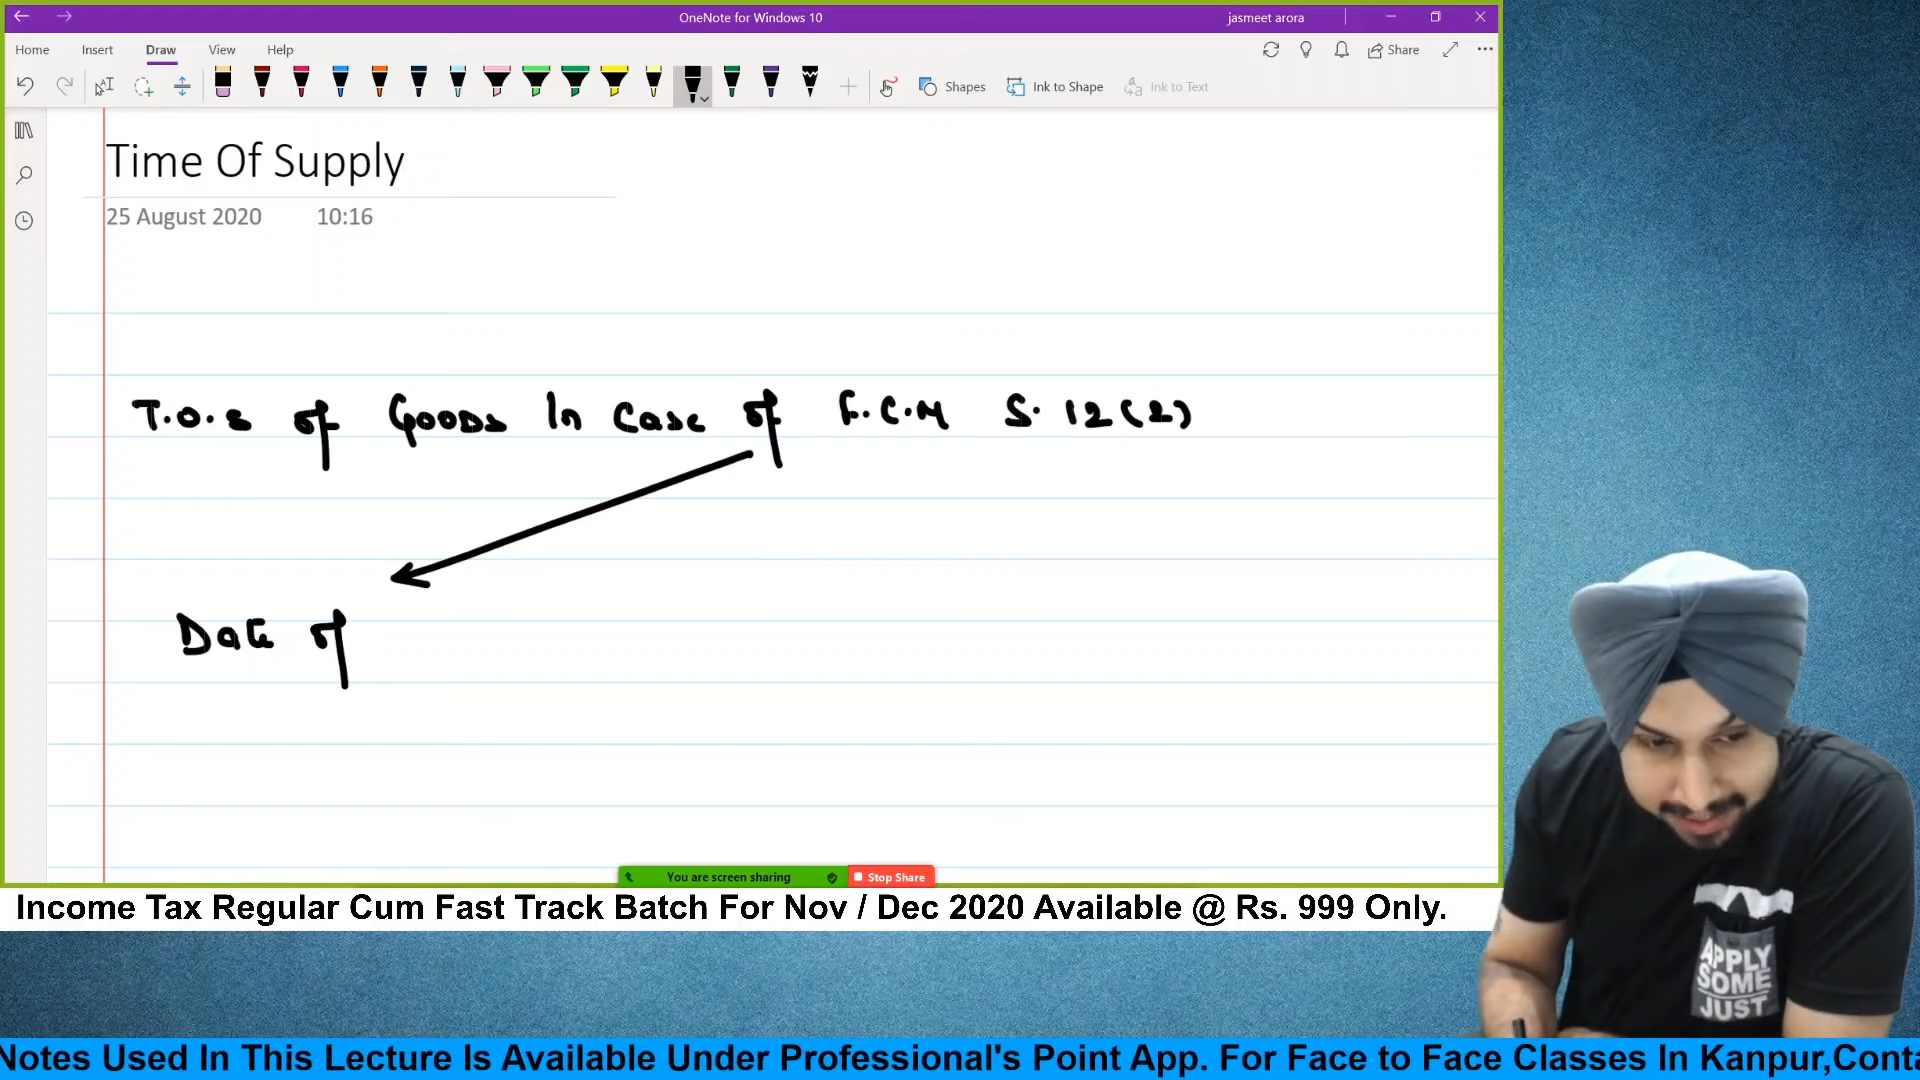 OneNote for Windows 10
jasmeet arora
Home Insert Draw View Help
Share
Shapes Ink to Shape Ink to Text
Time Of Supply
25 August 2020 10:16
T.O.S of Goods In Case of F.C.M S. 12(2)
Date of
You are screen sharing Stop Share
Income Tax Regular Cum Fast Track Batch For Nov / Dec 2020 Available @ Rs. 999 Only.
APPLY
SOME
JUST
Notes Used In This Lecture Is Available Under Professional's Point App. For Face to Face Classes In Kanpur,Conta